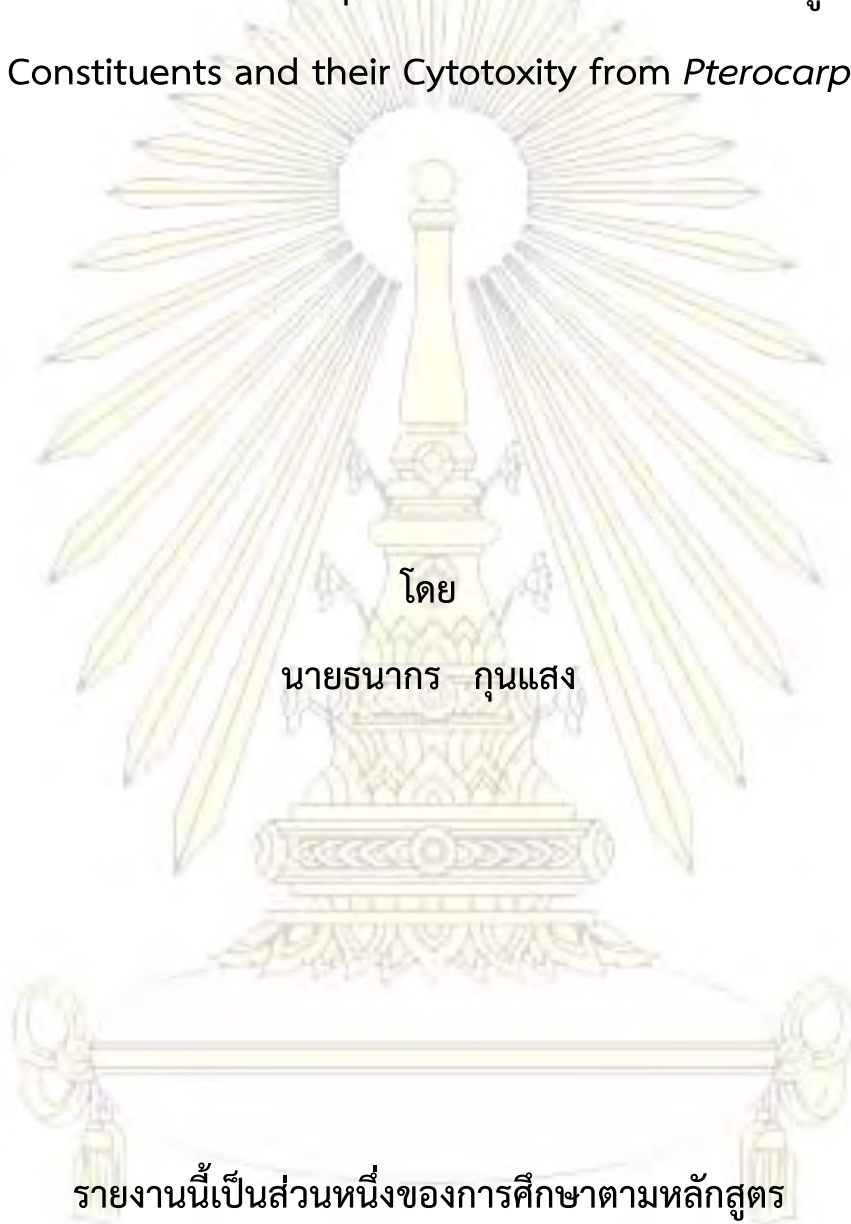 Constituents and their Cytotoxity from Pterocarp
โดย
นายธนากร กุนแสง
รายงานนี้เป็นส่วนหนึ่งของการศึกษาตามหลักสูตร